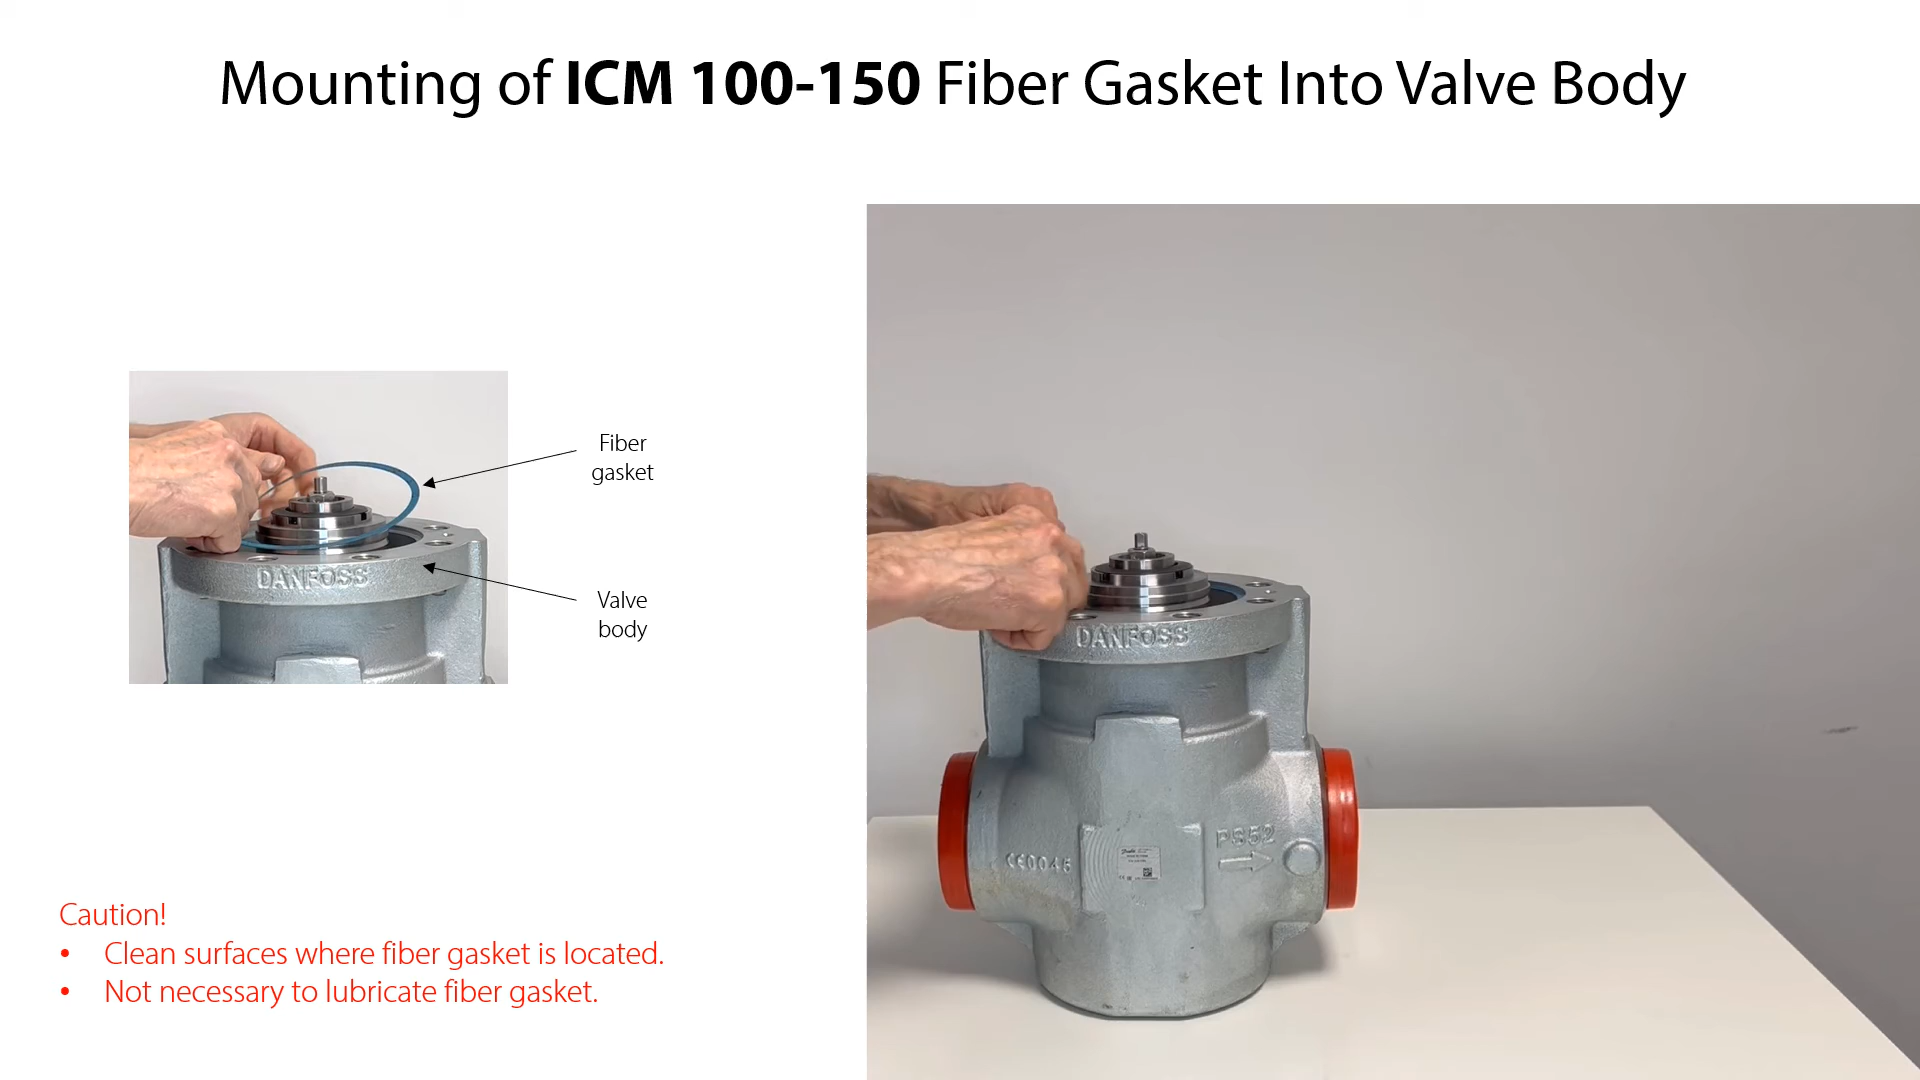 Mounting of ICM 100-150 Fiber Gasket Into Valve Body
Fiber
gasket
DANFOSS
Valve
body
DANFOSS
PS52
CE0045
Caution!
• Clean surfaces where fiber gasket is located.
• Not necessary to lubricate fiber gasket.